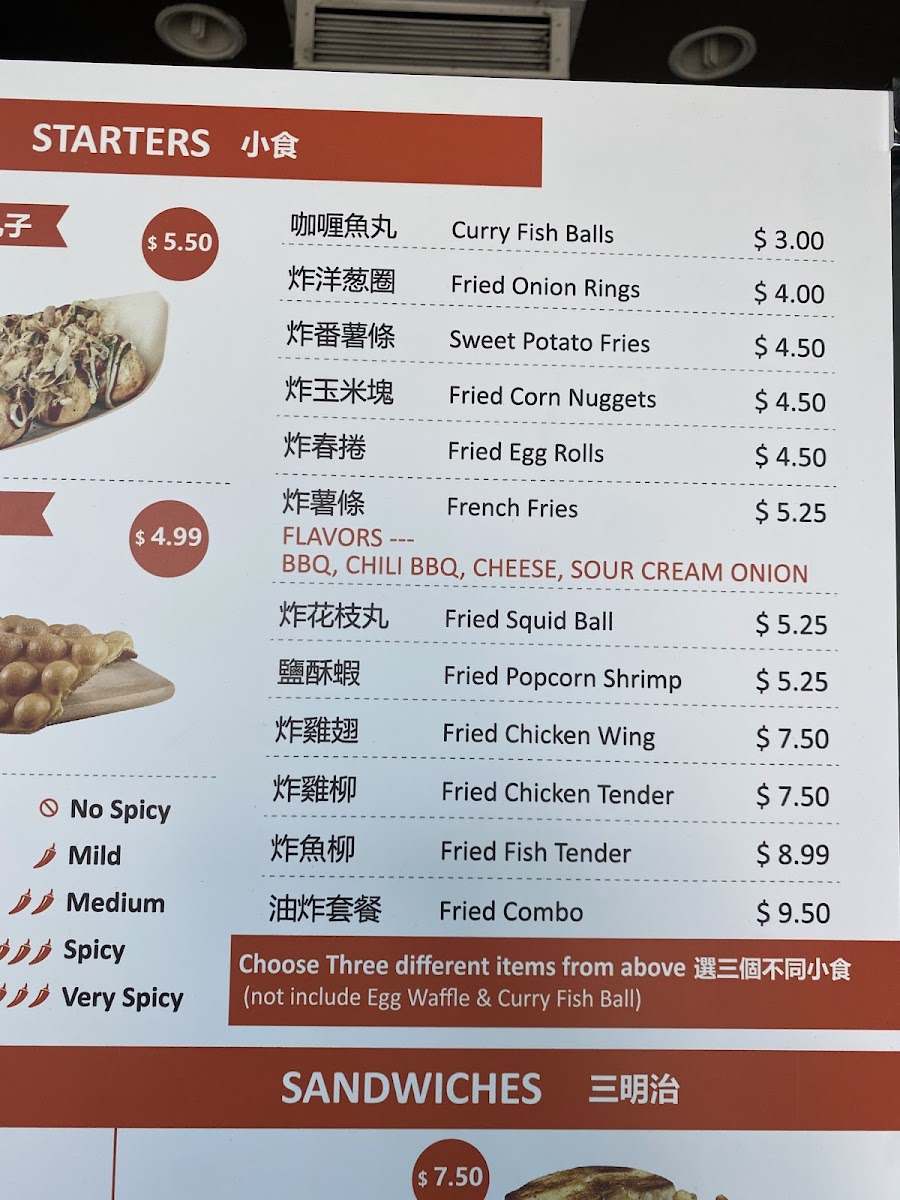 STARTERS 小食
子
$ 5.50
$ 4.99
No Spicy
Mild
Medium
Spicy
Very Spicy
咖喱魚丸 Curry Fish Balls $ 3.00
炸洋葱圈 Fried Onion Rings $ 4.00
炸番薯條 Sweet Potato Fries $ 4.50
炸玉米塊 Fried Corn Nuggets $ 4.50
炸春捲 Fried Egg Rolls $ 4.50
炸薯條 French Fries $ 5.25
FLAVORS ---
BBQ, CHILI BBQ, CHEESE, SOUR CREAM ONION
炸花枝丸 Fried Squid Ball $ 5.25
鹽酥蝦 Fried Popcorn Shrimp $ 5.25
炸雞翅 Fried Chicken Wing $ 7.50
炸雞柳 Fried Chicken Tender $ 7.50
炸魚柳 Fried Fish Tender $ 8.99
油炸套餐 Fried Combo $ 9.50
Choose Three different items from above 選三個不同小食
(not include Egg Waffle & Curry Fish Ball)
SANDWICHES 三明治
$ 7.50